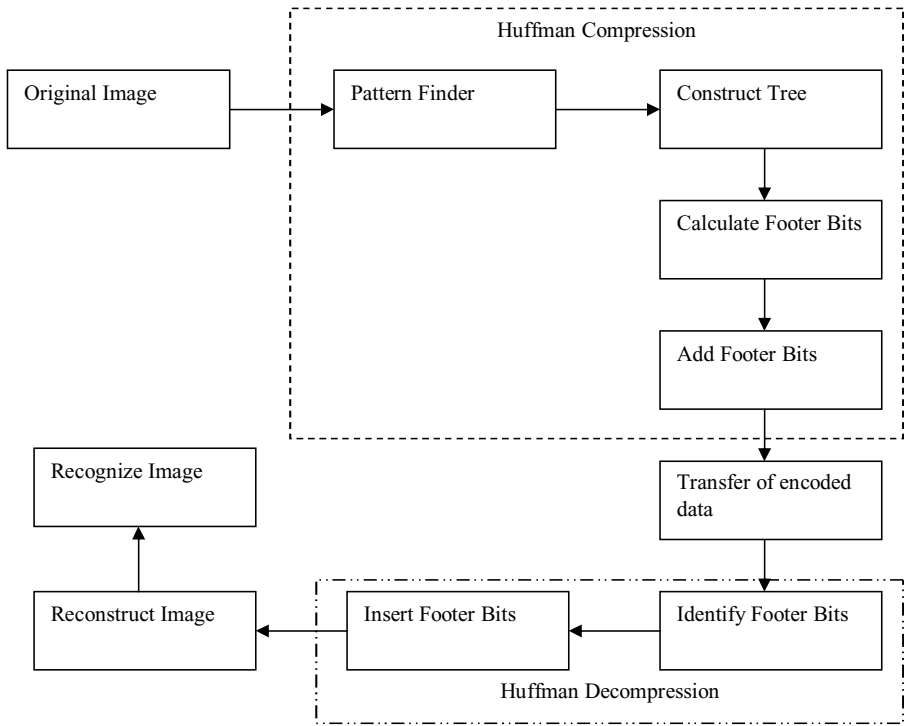 Huffman Compression
Original Image
Pattern Finder
Construct Tree
Calculate Footer Bits
Add Footer Bits
Transfer of encoded
data
Identify Footer Bits
Insert Footer Bits
Huffman Decompression
Reconstruct Image
Recognize Image